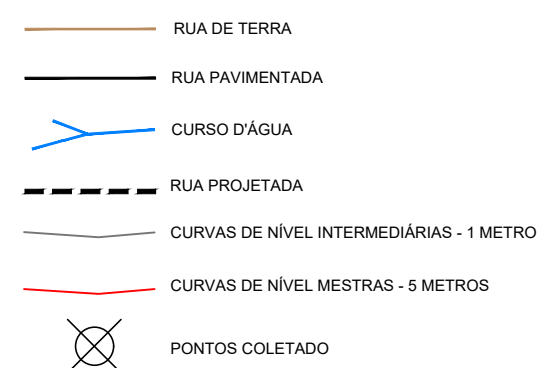 RUA DE TERRA
RUA PAVIMENTADA
CURSO D'ÁGUA
RUA PROJETADA
CURVAS DE NÍVEL INTERMEDIÁRIAS - 1 METRO
CURVAS DE NÍVEL MESTRAS - 5 METROS
PONTOS COLETADO